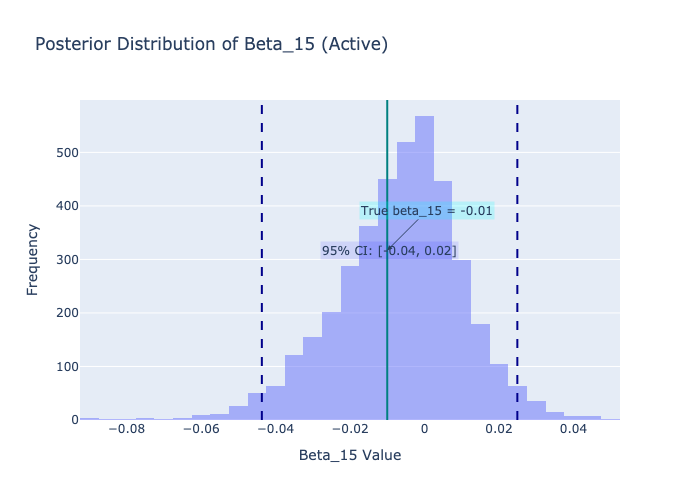 Posterior Distribution of Beta_15 (Active)
500
400
300
200
100
0
Frequency
True beta_15 = -0.01
95% CI: [-0.04, 0.02]
−0.08
−0.06
−0.04
−0.02
0
0.02
0.04
Beta_15 Value